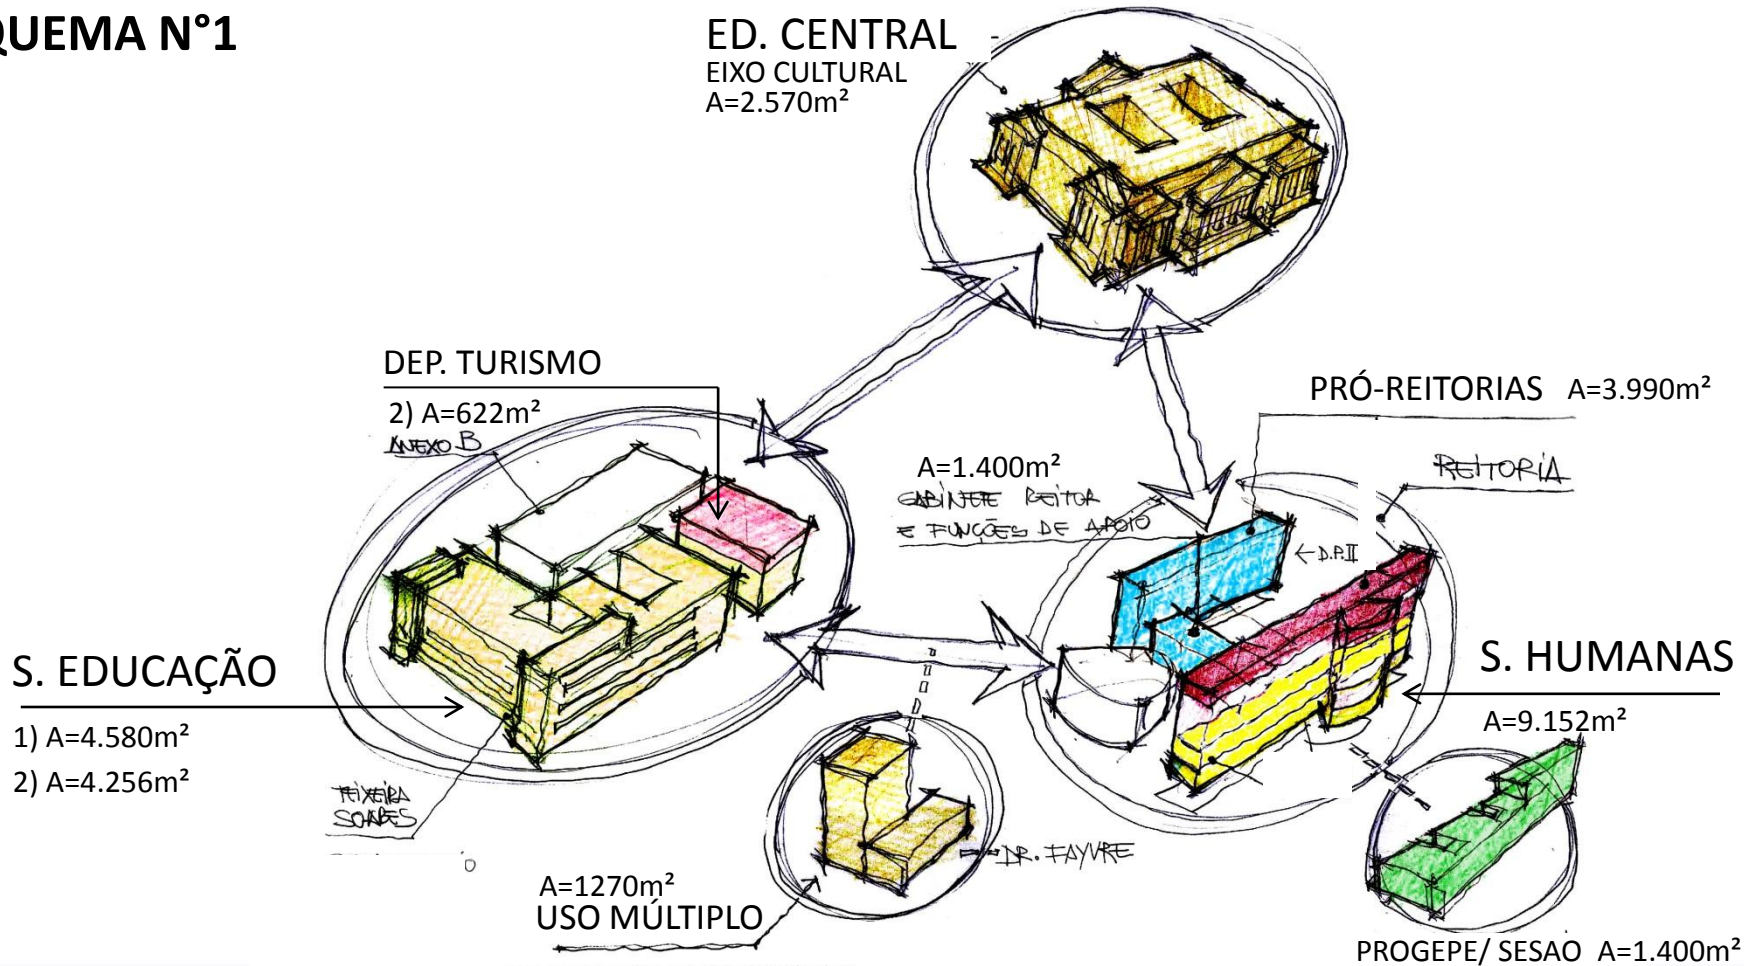 QUEMA N°1
ED. CENTRAL
EIXO CULTURAL
A=2.570m²
DEP. TURISMO
2) A=622m²
ANEXO B
PRÓ-REITORIAS A=3.990m²
REITORIA
A=1.400m²
GABINETE REITOR
E FUNÇÕES DE APOIO
←D.P.II
S. EDUCAÇÃO
1) A=4.580m²
2) A=4.256m²
S. HUMANAS
A=9.152m²
TEIXEIRA
SOARES
DR. FAYVRE
A=1270m²
USO MÚLTIPLO
PROGEPE/ SESAO A=1.400m²